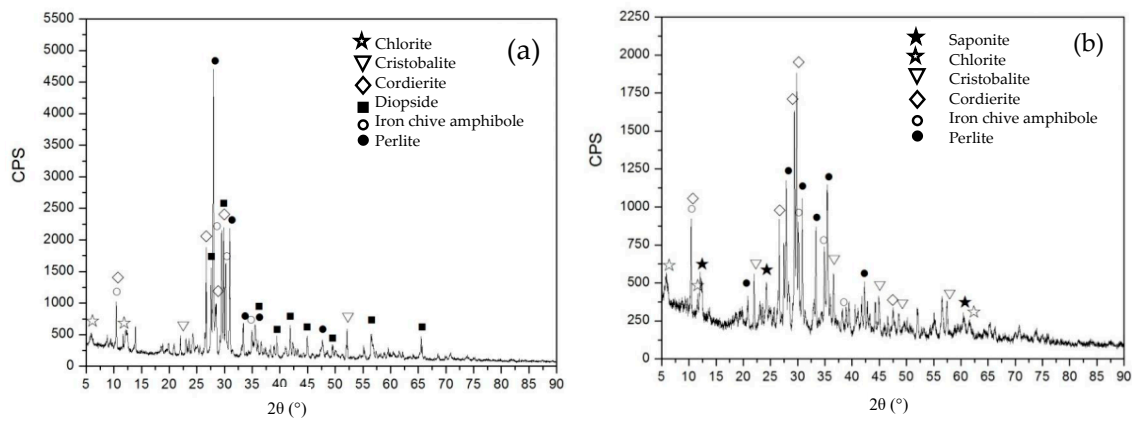 (a)
Chlorite
Cristobalite
Cordierite
Diopside
Iron chive amphibole
Perlite
CPS
5500
5000
4500
4000
3500
3000
2500
2000
1500
1000
500
0
5 10 15 20 25 30 35 40 45 50 55 60 65 70 75 80 85 90
2θ (°)
(b)
Saponite
Chlorite
Cristobalite
Cordierite
Iron chive amphibole
Perlite
CPS
2250
2000
1750
1500
1250
1000
750
500
250
0
5 10 15 20 25 30 35 40 45 50 55 60 65 70 75 80 85 90
2θ (°)